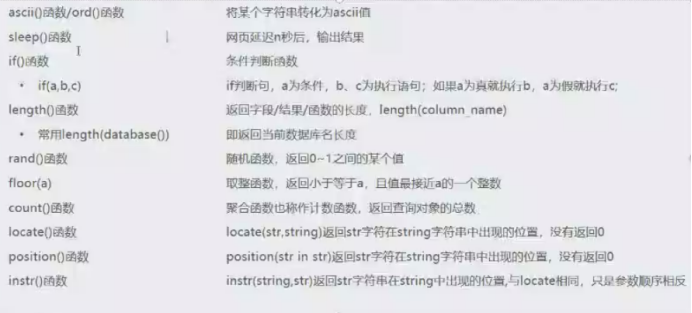 ascii()函数/ord()函数 将某个字符串转化为ascii值
sleep()函数 网页延迟n秒后，输出结果
if()函数 条件判断函数
• if(a,b,c) if判断句，a为条件，b、c为执行语句；如果a为真就执行b，a为假就执行c;
length()函数 返回字段/结果/函数的长度，length(column_name)
• 常用length(database()) 即返回当前数据库名长度
rand()函数 随机函数，返回0~1之间的某个值
floor(a) 取整函数，返回小于等于a，且值最接近a的一个整数
count()函数 聚合函数也称作计数函数，返回查询对象的总数
locate()函数 locate(str,string)返回str字符在string字符串中出现的位置，没有返回0
position()函数 position(str in str)返回str字符在string字符串中出现的位置，没有返回0
instr()函数 instr(string,str)返回str字符串在string中出现的位置,与locate相同，只是参数顺序相反